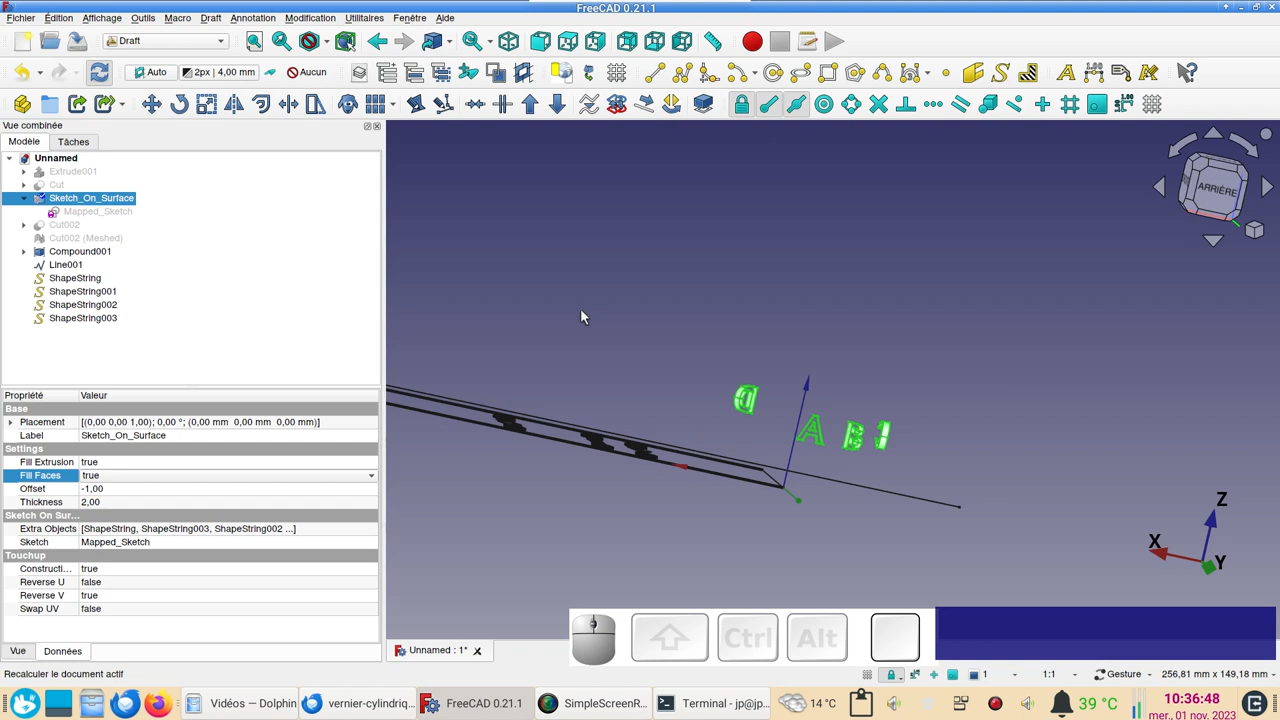 FreeCAD 0.21.1
Fichier Édition Affichage Outils Macro Draft Annotation Modification Utilitaires Fenêtre Aide
Draft
Auto 2px | 4,00 mm Aucun
Vue combinée
Modèle Tâches
Unnamed
Extrude001
Cut
Sketch_On_Surface
Mapped_Sketch
Cut002
Cut002 (Meshed)
Compound001
Line001
ShapeString
ShapeString001
ShapeString002
ShapeString003
ARRIÈRE
D A B 1
Propriété Valeur
Base
Placement [(0,00 0,00 1,00); 0,00 °; (0,00 mm 0,00 mm 0,00 mm)]
Label Sketch_On_Surface
Settings
Fill Extrusion true
Fill Faces true
Offset -1,00
Thickness 2,00
Sketch On Sur...
Extra Objects [ShapeString, ShapeString003, ShapeString002 ...]
Sketch Mapped_Sketch
Touchup
Constructi... true
Reverse U false
Reverse V true
Swap UV false
Z
X
Y
Ctrl Alt
Vue Données
Unnamed : 1*
Recalculer le document actif
1 1:1 Gesture 256,81 mm x 149,18 mm
Vidéos — Dolphin vernier-cylindriq... FreeCAD 0.21.1 SimpleScreenR... Terminal - jp@jp... 14 °C 39 °C
10:36:48
mer., 01 nov. 2023